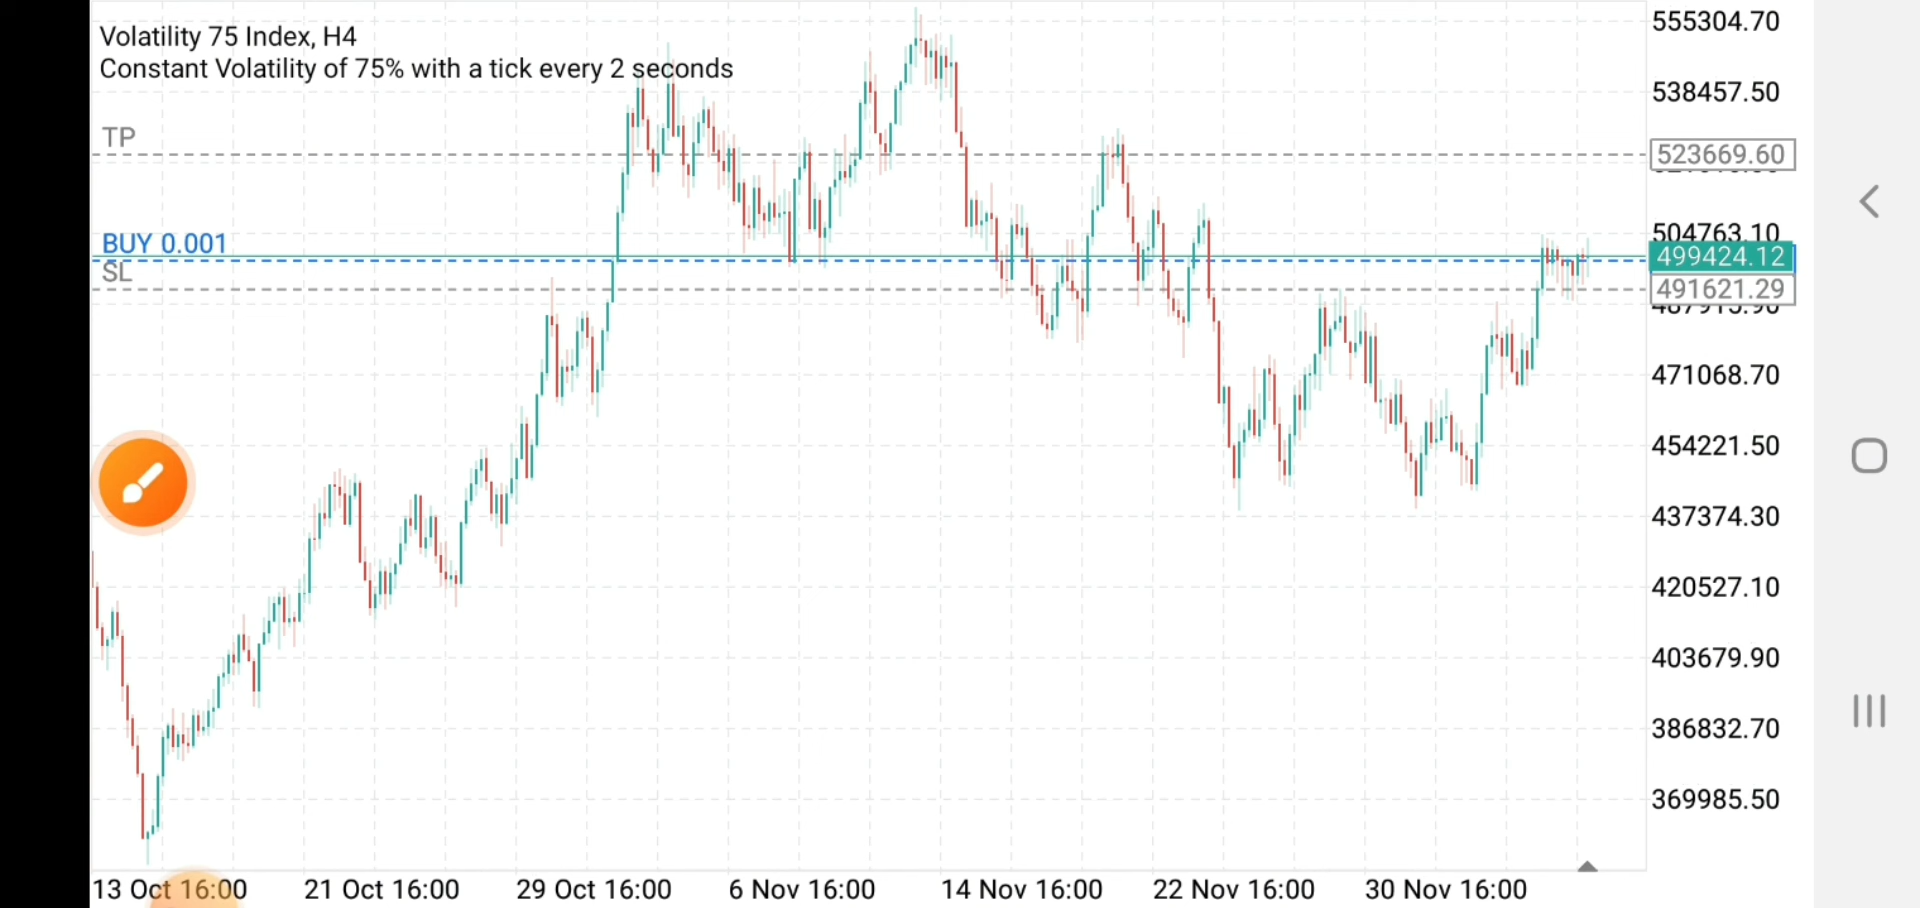 Volatility 75 Index, H4
Constant Volatility of 75% with a tick every 2 seconds
TP
BUY 0.001
SL
555304.70
538457.50
523669.60
504763.10
499424.12
491621.29
471068.70
454221.50
437374.30
420527.10
403679.90
386832.70
369985.50
13 Oct 16:00 21 Oct 16:00 29 Oct 16:00 6 Nov 16:00 14 Nov 16:00 22 Nov 16:00 30 Nov 16:00